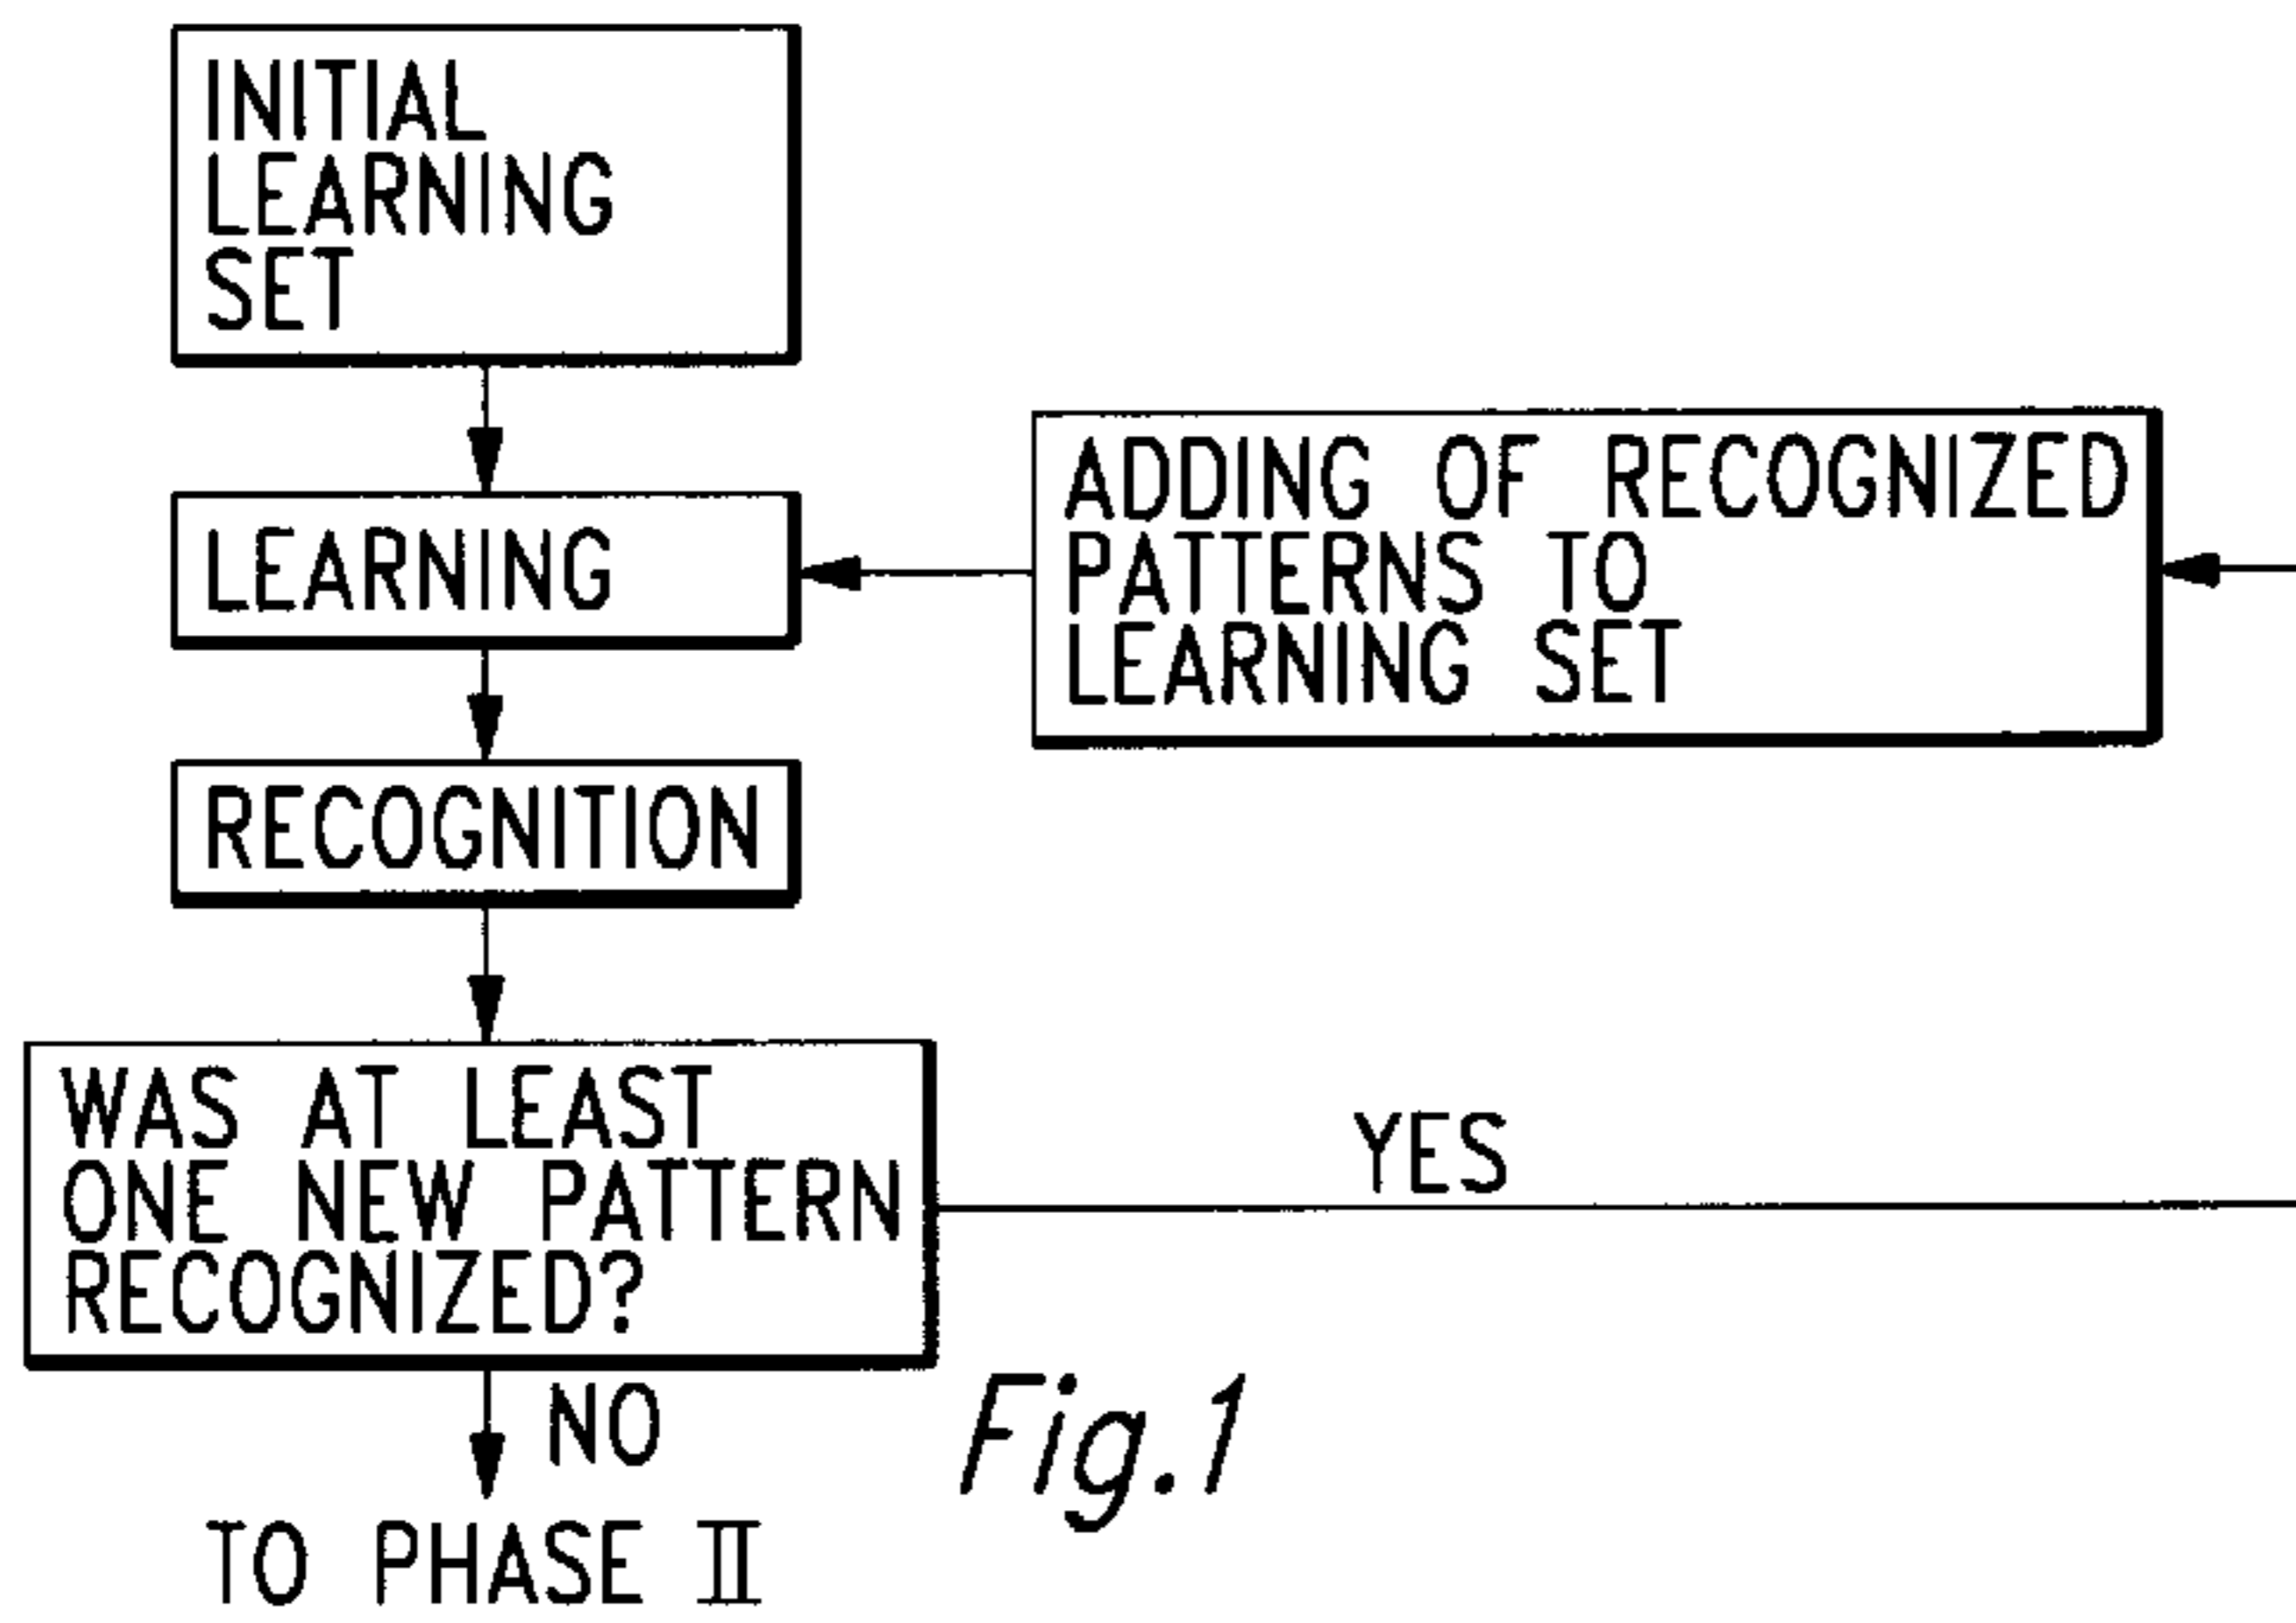 INITIAL
LEARNING
SET
LEARNING
ADDING OF RECOGNIZED
PATTERNS TO
LEARNING SET
RECOGNITION
WAS AT LEAST
ONE NEW PATTERN
RECOGNIZED?
YES
NO
TO PHASE II
Fig.1